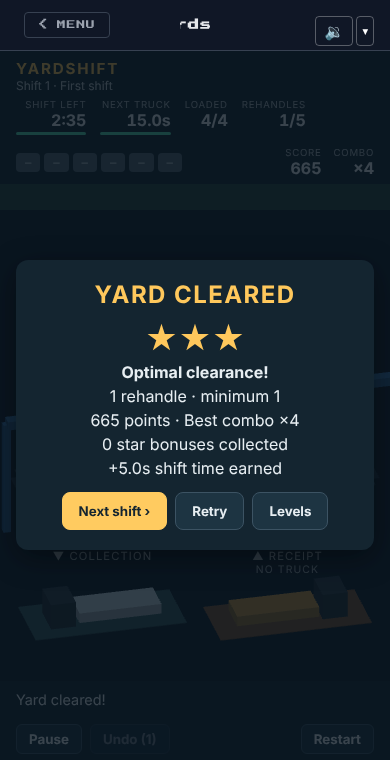 MENU
rds
YARDSHIFT
Shift 1 · First shift
SHIFT LEFT NEXT TRUCK LOADED REHANDLES
2:35 15.0s 4/4 1/5
– – – – – –
SCORE COMBO
665 ×4
YARD CLEARED
★★★
Optimal clearance!
1 rehandle · minimum 1
665 points · Best combo ×4
0 star bonuses collected
+5.0s shift time earned
Next shift › Retry Levels
▼ COLLECTION ▲ RECEIPT
NO TRUCK
Yard cleared!
Pause Undo (1) Restart